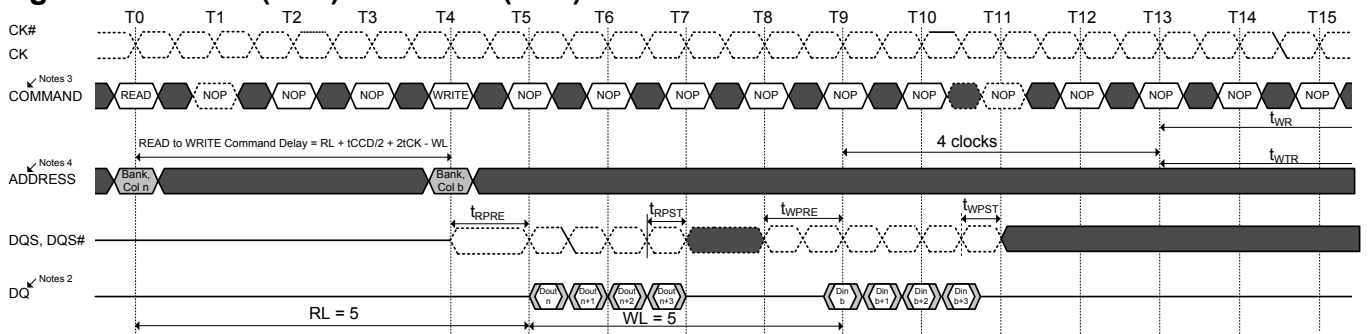 T0 T1 T2 T3 T4 T5 T6 T7 T8 T9 T10 T11 T12 T13 T14 T15
CK#
CK
Notes 3
COMMAND READ NOP NOP NOP WRITE NOP NOP NOP NOP NOP NOP NOP NOP NOP NOP NOP
tWR
READ to WRITE Command Delay = RL + tCCD/2 + 2tCK - WL
4 clocks
tWTR
Notes 4
ADDRESS
Bank, Col n
Bank, Col b
tRPRE tRPST tWPRE tWPST
DQS, DQS#
Notes 2
DQ
Dout n
Dout n+1
Dout n+2
Dout n+3
Din b
Din b+1
Din b+2
Din b+3
RL = 5 WL = 5